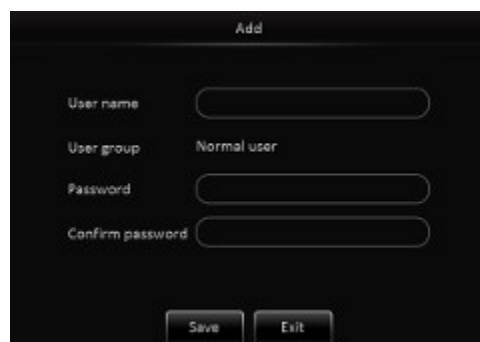 Add
User name
User group Normal user
Password
Confirm password
Save Exit